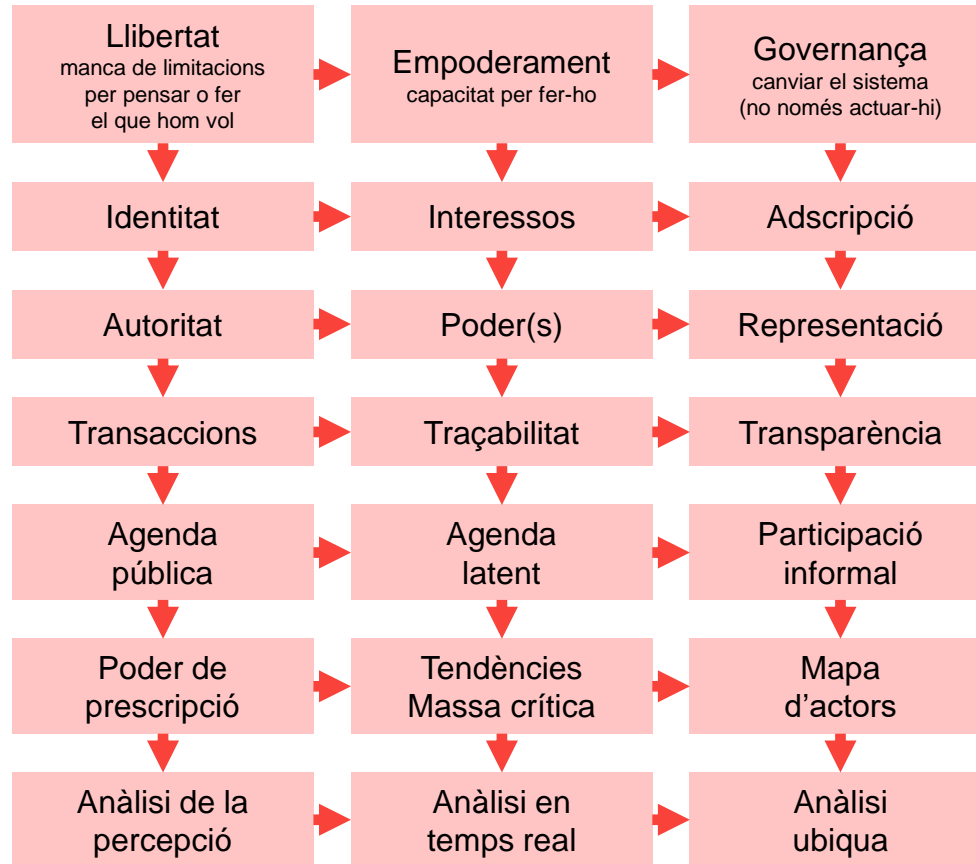 Llibertat
manca de limitacions
per pensar o fer
el que hom vol
Empoderament
capacitat per fer-ho
Governança
canviar el sistema
(no només actuar-hi)
Identitat
Interessos
Adscripció
Autoritat
Poder(s)
Representació
Transaccions
Traçabilitat
Transparència
Agenda
pública
Agenda
latent
Participació
informal
Poder de
prescripció
Tendències
Massa crítica
Mapa
d’actors
Anàlisi de la
percepció
Anàlisi en
temps real
Anàlisi
ubiqua